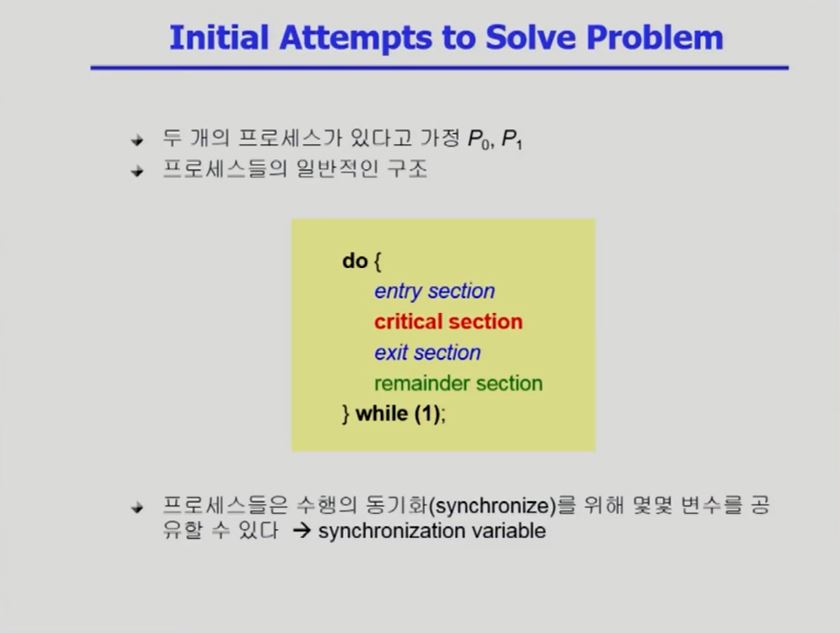 Initial Attempts to Solve Problem
두 개의 프로세스가 있다고 가정 P0, P1
프로세스들의 일반적인 구조
do {
entry section
critical section
exit section
remainder section
} while (1);
프로세스들은 수행의 동기화(synchronize)를 위해 몇몇 변수를 공
유할 수 있다 → synchronization variable